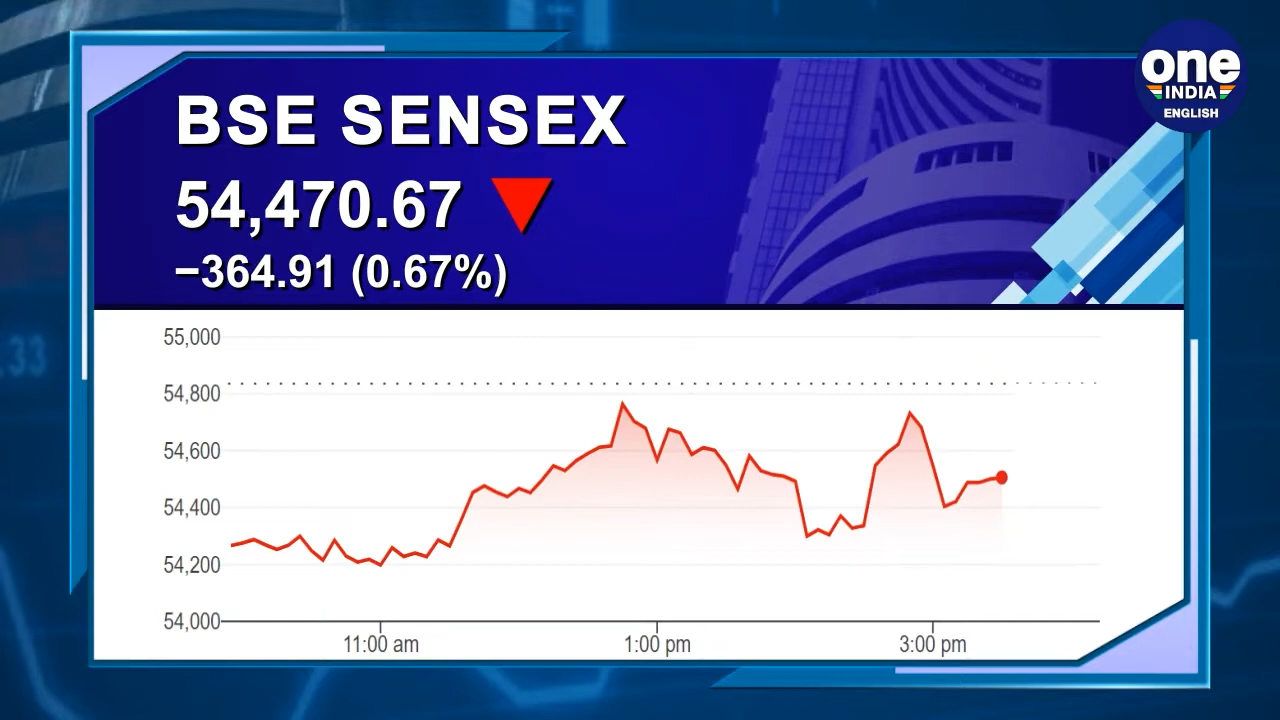 one
INDIA
ENGLISH
BSE SENSEX
54,470.67
−364.91 (0.67%)
.33
55,000
54,800
54,600
54,400
54,200
54,000
11:00 am
1:00 pm
3:00 pm